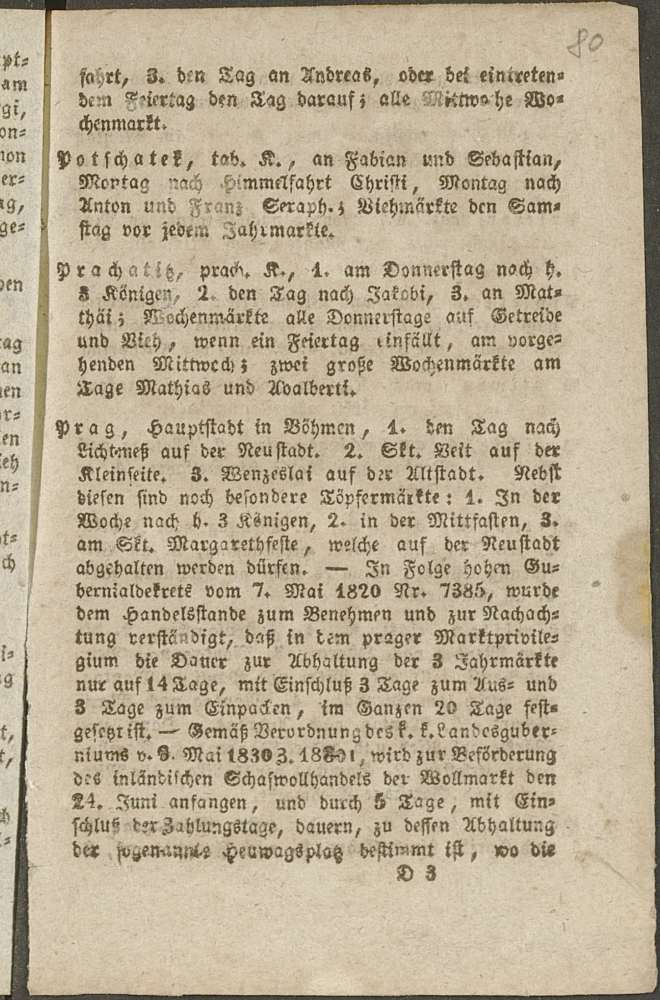 80
fahrt, 3. den Tag an Andreas, oder bei eintreten=
dem Feiertag den Tag darauf; alle Mittwoche Wo=
chenmarkt.
Potschatek, tab. K., an Fabian und Sebastian,
Montag nach Himmelfahrt Christi, Montag nach
Anton und Franz Seraph.; Viehmärkte den Sam=
stag vor jedem Jahrmarkte.
Prachatitz, prach. K., 1. am Donnerstag nach h.
3 Königen, 2. den Tag nach Jakobi, 3. an Mat=
thäi; Wochenmärkte alle Donnerstage auf Getreide
und Vieh, wenn ein Feiertag einfällt, am vorge=
henden Mittwoch; zwei große Wochenmärkte am
Tage Mathias und Adalberti.
Prag, Hauptstadt in Böhmen, 1. den Tag nach
Lichtmeß auf der Neustadt. 2. Skt. Veit auf der
Kleinseite. 3. Wenzeslai auf der Altstadt. Nebst
diesen sind noch besondere Töpfermärkte: 1. In der
Woche nach h. 3 Königen, 2. in der Mittfasten, 3.
am Skt. Margarethfeste, welche auf der Neustadt
abgehalten werden dürfen. — In Folge hohen Gu=
bernialdekrets vom 7. Mai 1820 Nr. 7385, wurde
dem Handelsstande zum Benehmen und zur Nachach=
tung verständigt, daß in dem prager Marktprivile=
gium die Dauer zur Abhaltung der 3 Jahrmärkte
nur auf 14 Tage, mit Einschluß 3 Tage zum Aus= und
3 Tage zum Einpacken, im Ganzen 20 Tage fest=
gesetzt ist. — Gemäß Verordnung des k. k. Landesguber=
niums v. Mai 1830 Z. wird zur Beförderung
des inländischen Schafwollhandels der Wollmarkt den
24. Juni anfangen, und durch 5 Tage, mit Ein=
schluß der Zahlungstage, dauern, zu dessen Abhaltung
der sogenannte Heuwagsplatz bestimmt ist, wo die
D 3